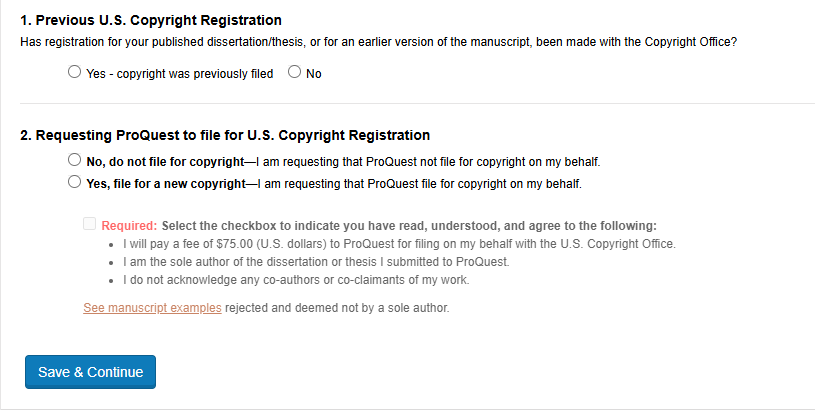 1. Previous U.S. Copyright Registration
Has registration for your published dissertation/thesis, or for an earlier version of the manuscript, been made with the Copyright Office?
Yes - copyright was previously filed No
2. Requesting ProQuest to file for U.S. Copyright Registration
No, do not file for copyright—I am requesting that ProQuest not file for copyright on my behalf.
Yes, file for a new copyright—I am requesting that ProQuest file for copyright on my behalf.
Required: Select the checkbox to indicate you have read, understood, and agree to the following:
• I will pay a fee of $75.00 (U.S. dollars) to ProQuest for filing on my behalf with the U.S. Copyright Office.
• I am the sole author of the dissertation or thesis I submitted to ProQuest.
• I do not acknowledge any co-authors or co-claimants of my work.
See manuscript examples rejected and deemed not by a sole author.
Save & Continue